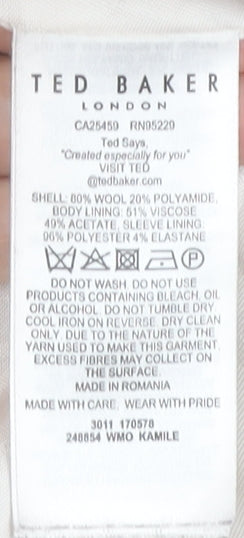 TED BAKER
LONDON
CA25459 RN95229
Ted Says,
"Created especially for you"
VISIT TED
@tedbaker.com
SHELL: 80% WOOL 20% POLYAMIDE,
BODY LINING: 51% VISCOSE
49% ACETATE, SLEEVE LINING:
96% POLYESTER 4% ELASTANE
P
DO NOT WASH. DO NOT USE
PRODUCTS CONTAINING BLEACH, OIL
OR ALCOHOL. DO NOT TUMBLE DRY.
COOL IRON ON REVERSE. DRY CLEAN
ONLY. DUE TO THE NATURE OF THE
YARN USED TO MAKE THIS GARMENT,
EXCESS FIBRES MAY COLLECT ON
THE SURFACE.
MADE IN ROMANIA
MADE WITH CARE, WEAR WITH PRIDE
3011 170578
248854 WMO KAMILE